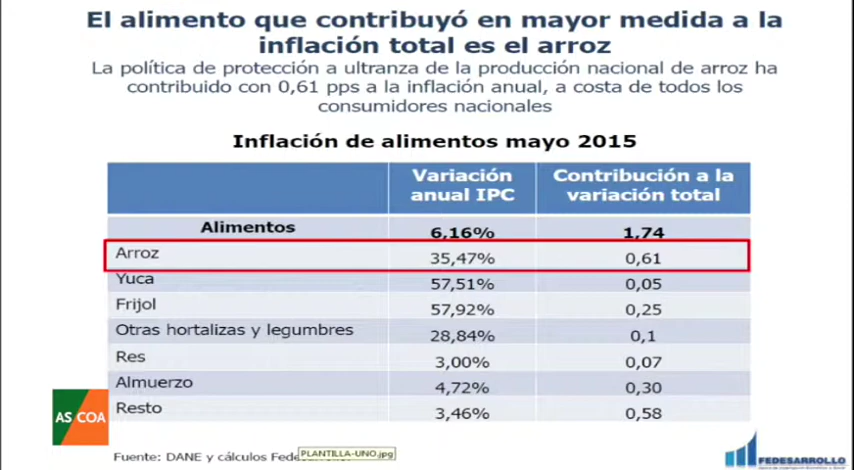 El alimento que contribuyó en mayor medida a la
inflación total es el arroz
La política de protección a ultranza de la producción nacional de arroz ha
contribuido con 0,61 pps a la inflación anual, a costa de todos los
consumidores nacionales
Inflación de alimentos mayo 2015
Variación anual IPC Contribución a la variación total
Alimentos 6,16% 1,74
Arroz 35,47% 0,61
Yuca 57,51% 0,05
Frijol 57,92% 0,25
Otras hortalizas y legumbres 28,84% 0,1
Res 3,00% 0,07
Almuerzo 4,72% 0,30
Resto 3,46% 0,58
AS COA
Fuente: DANE y cálculos
PLANTILLA-UNO.jpg
FEDESARROLLO